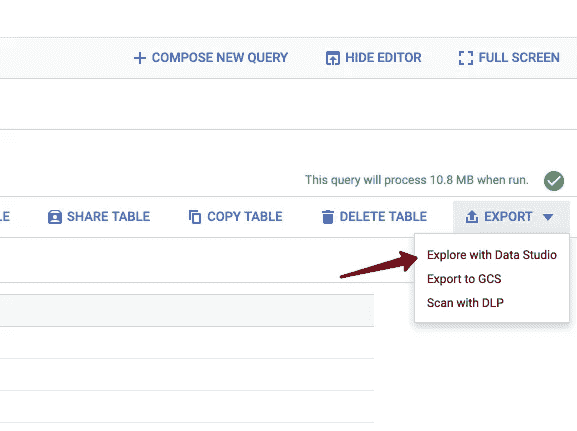 COMPOSE NEW QUERY HIDE EDITOR FULL SCREEN
This query will process 10.8 MB when run.
LE SHARE TABLE COPY TABLE DELETE TABLE EXPORT
Explore with Data Studio
Export to GCS
Scan with DLP